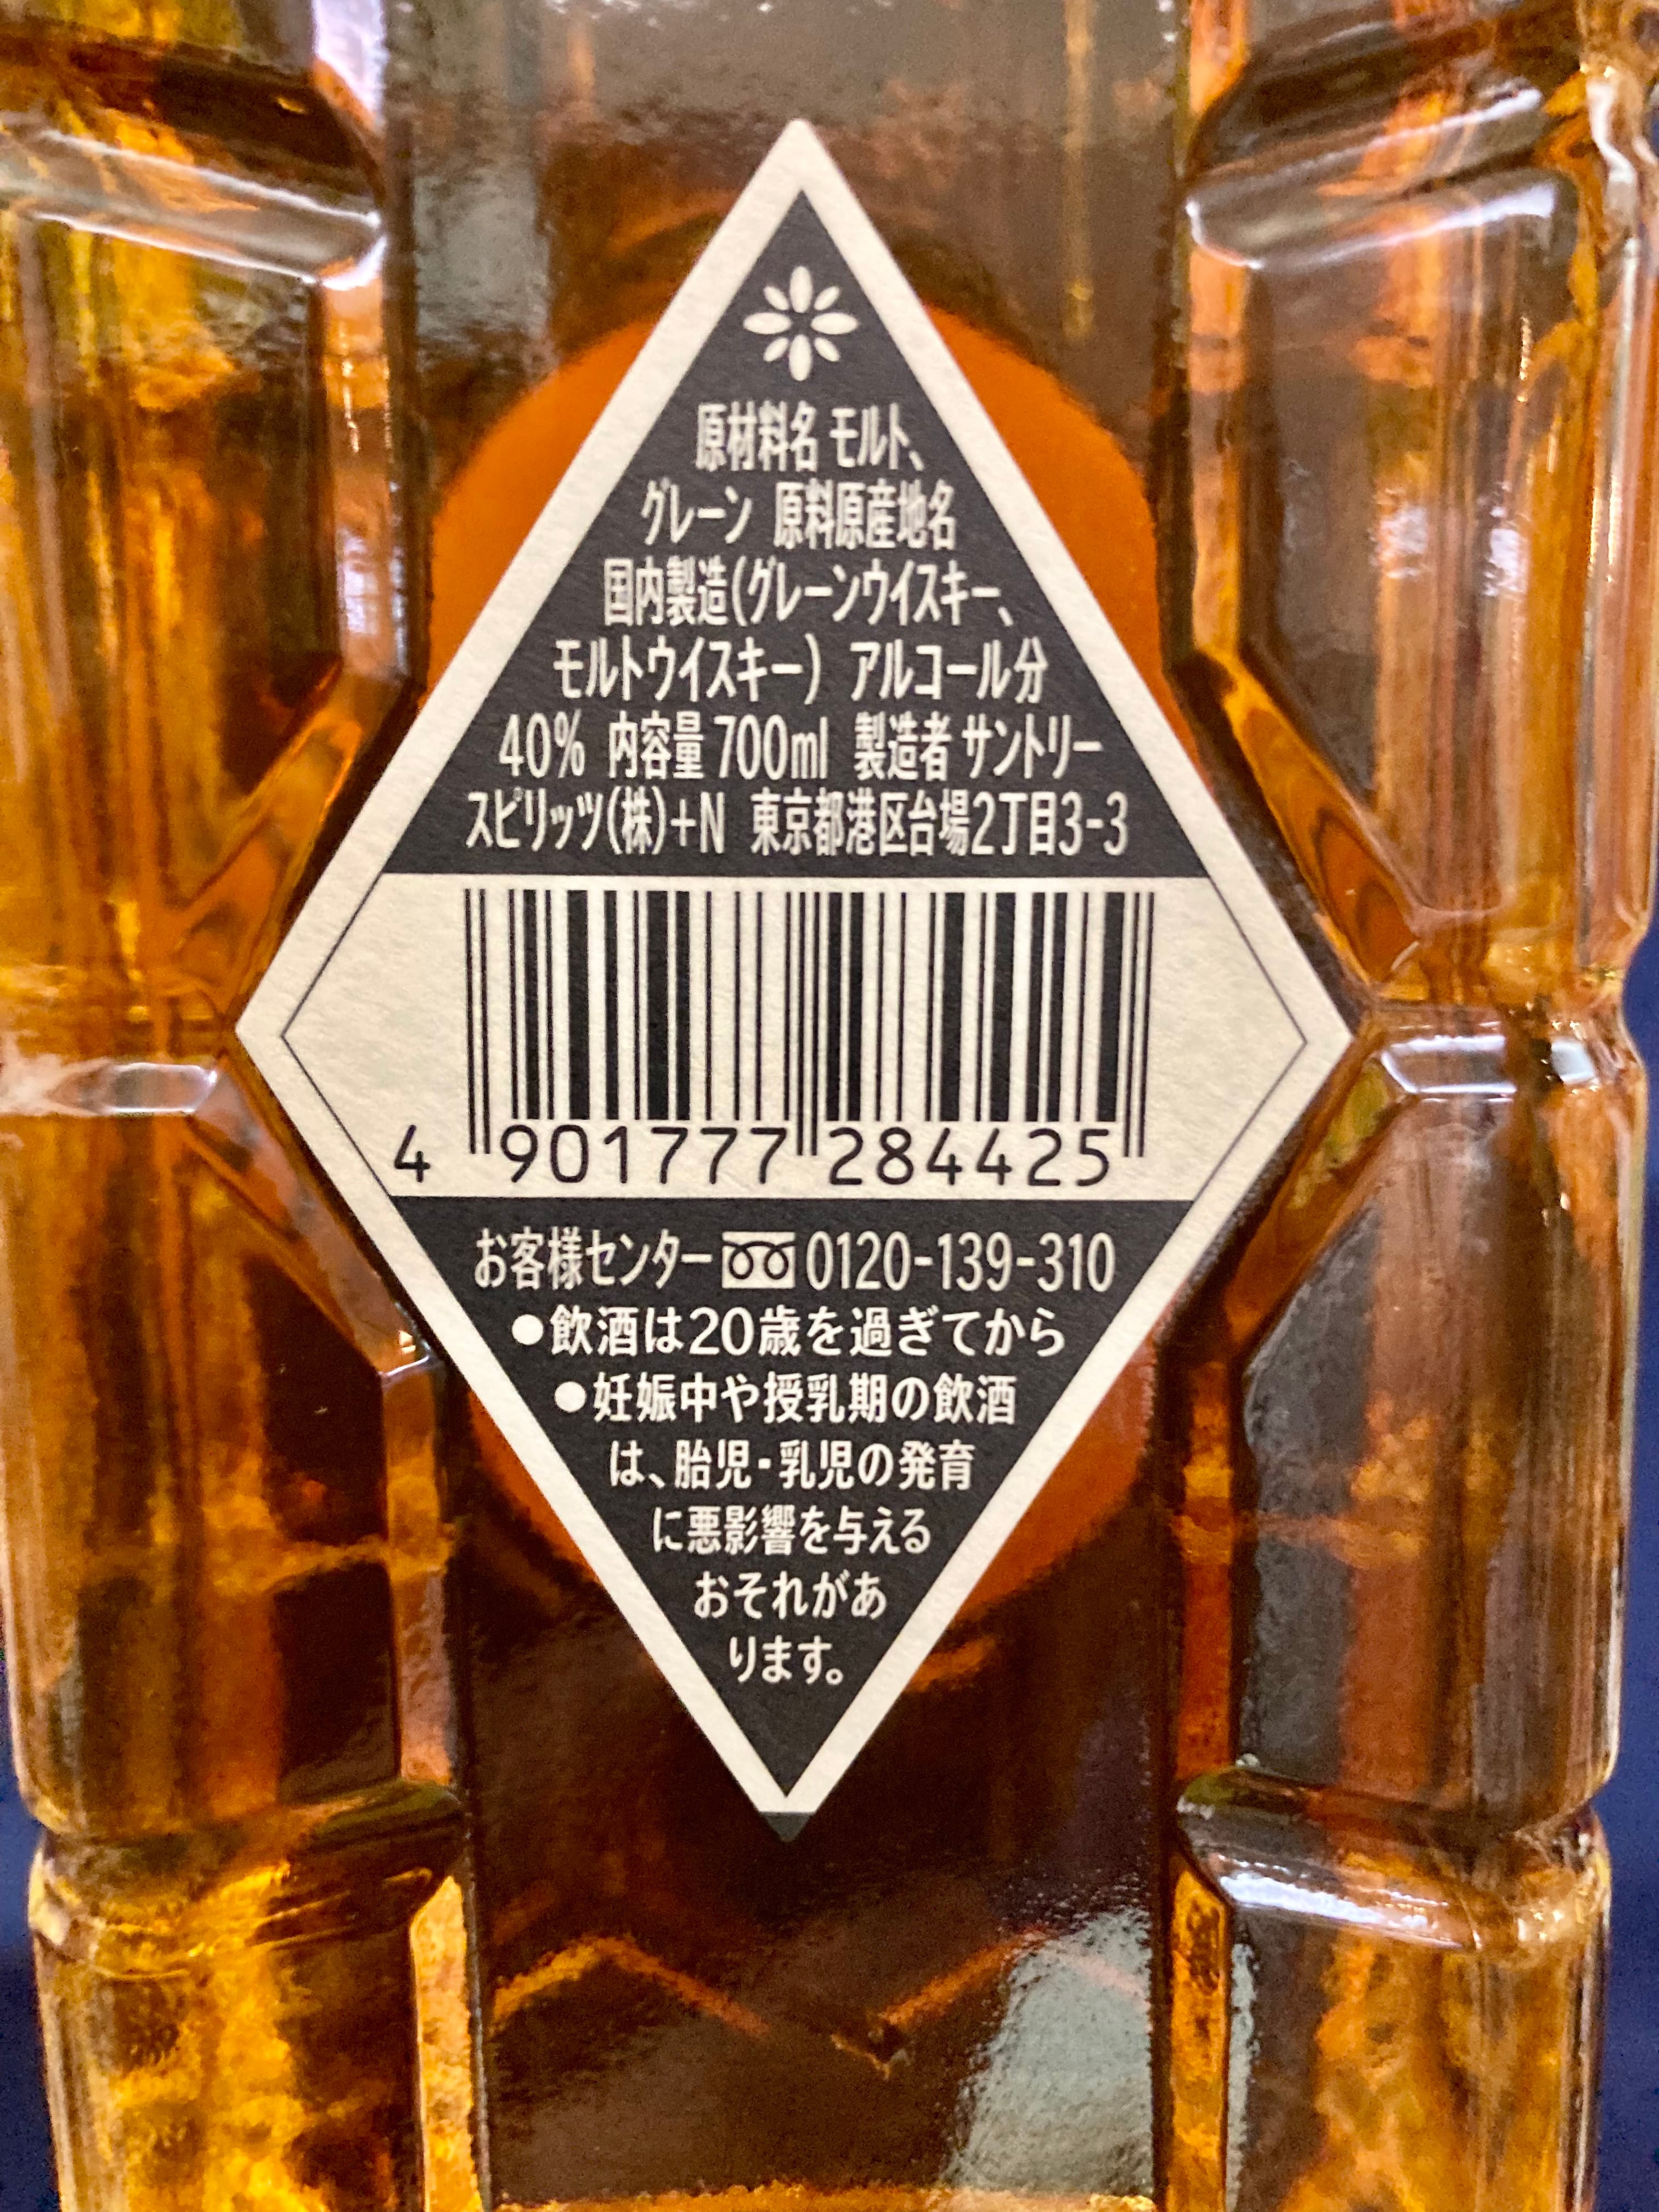 原材料名 モルト、
グレーン 原料原産地名
国内製造(グレーンウイスキー、
モルトウイスキー) アルコール分
40% 内容量 700ml 製造者 サントリー
スピリッツ(株)+N 東京都港区台場2丁目3-3
4 901777 284425
お客様センター 0120-139-310
●飲酒は20歳を過ぎてから
●妊娠中や授乳期の飲酒
は、胎児・乳児の発育
に悪影響を与える
おそれがあ
ります。